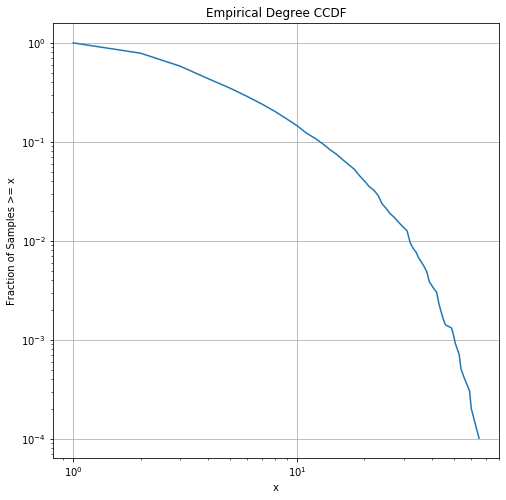 Empirical Degree CCDF
Fraction of Samples >= x
10⁰
10⁻¹
10⁻²
10⁻³
10⁻⁴
10⁰
10¹
x